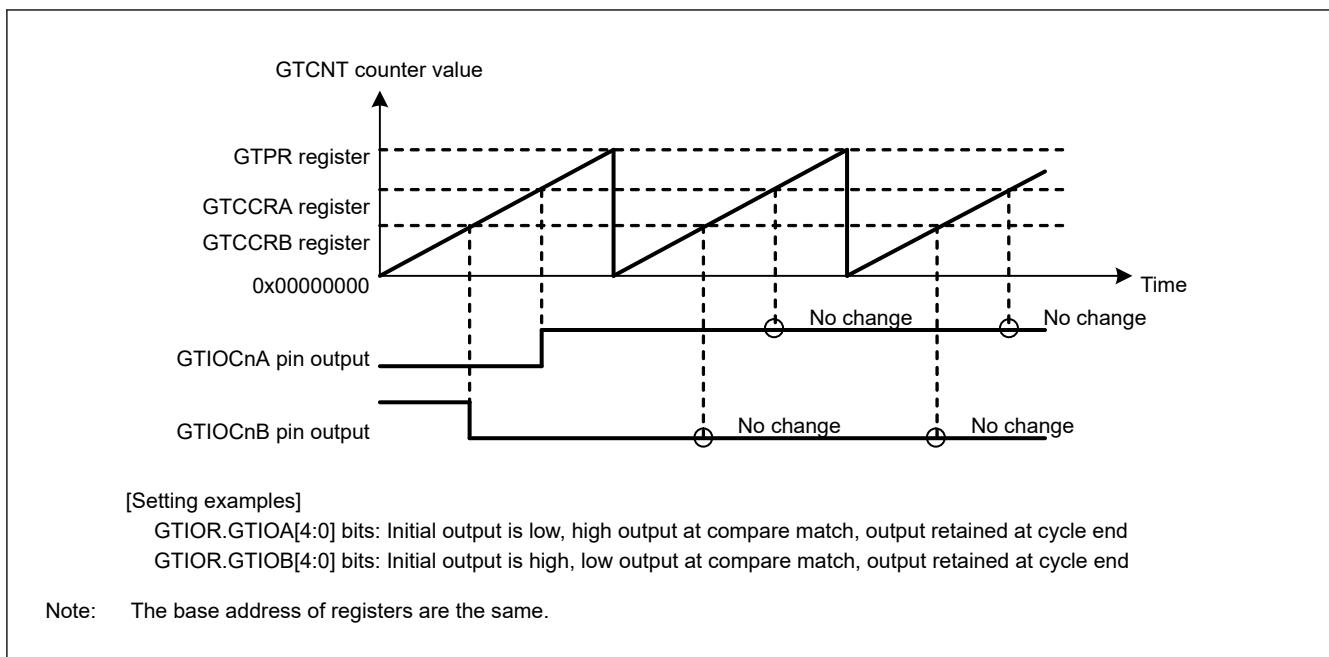 GTCNT counter value
GTPR register
GTCCRA register
GTCCRB register
0x00000000
Time
No change
No change
GTIOCnA pin output
No change
No change
GTIOCnB pin output
[Setting examples]
GTIOR.GTIOA[4:0] bits: Initial output is low, high output at compare match, output retained at cycle end
GTIOR.GTIOB[4:0] bits: Initial output is high, low output at compare match, output retained at cycle end
Note: The base address of registers are the same.